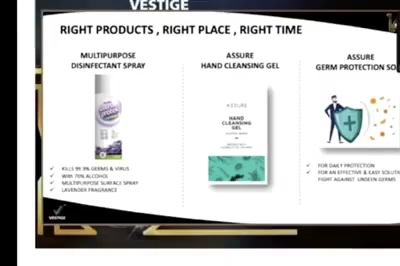 VESTIGE
RIGHT PRODUCTS , RIGHT PLACE , RIGHT TIME
MULTIPURPOSE
DISINFECTANT SPRAY
ASSURE
HAND CLEANSING GEL
ASSURE
GERM PROTECTION SO
ASSURE
HAND
CLEANSING
GEL
✓ KILLS 99.9% GERMS & VIRUS
✓ WITH 70% ALCOHOL
✓ MULTIPURPOSE SURFACE SPRAY
✓ LAVENDER FRAGRANCE
✓ FOR DAILY PROTECTION
✓ FOR AN EFFECTIVE & EASY SOLUT
FIGHT AGAINST UNSEEN GERMS
VESTIGE